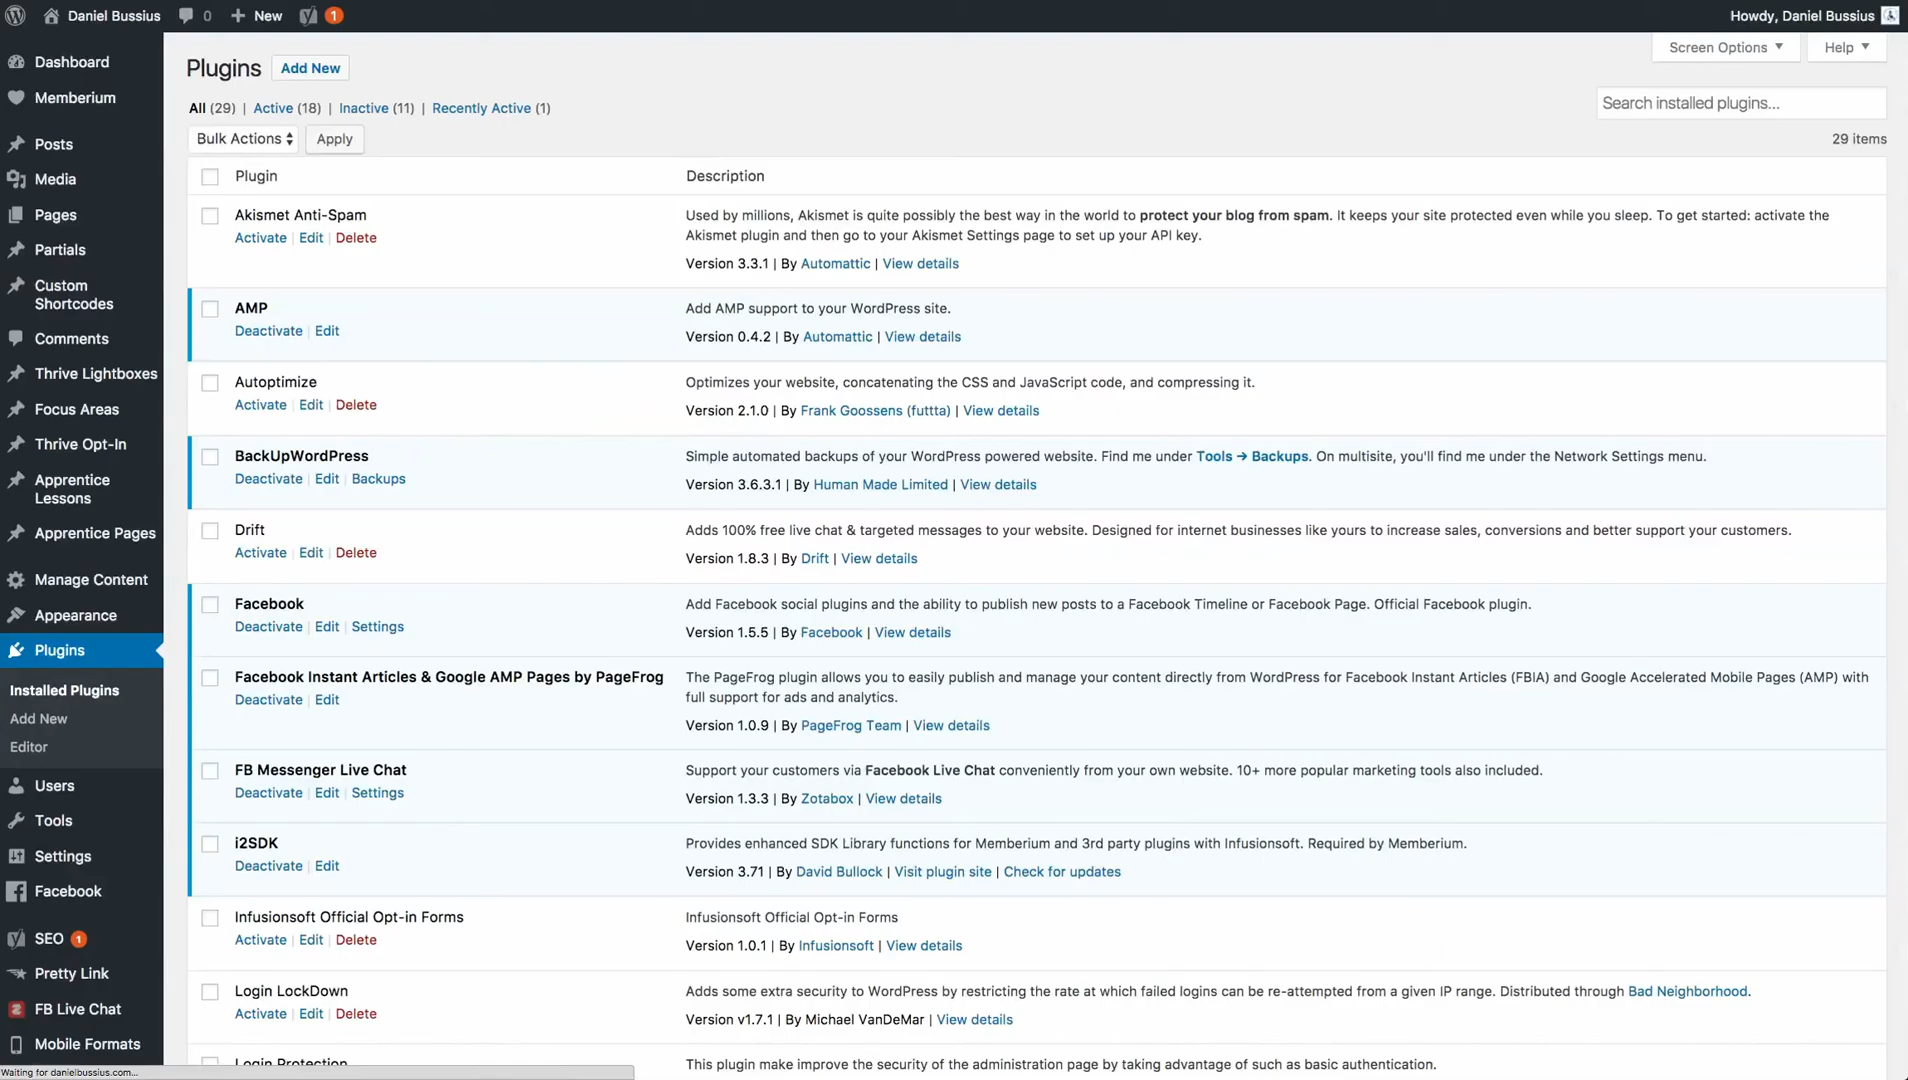 Daniel Bussius 0 New 1 Howdy, Daniel Bussius
Screen Options Help
Dashboard
Memberium
Posts
Media
Pages
Partials
Custom
Shortcodes
Comments
Thrive Lightboxes
Focus Areas
Thrive Opt-In
Apprentice
Lessons
Apprentice Pages
Manage Content
Appearance
Plugins
Installed Plugins
Add New
Editor
Users
Tools
Settings
Facebook
SEO 1
Pretty Link
FB Live Chat
Mobile Formats
Waiting for danielbussius.com...
Plugins Add New
All (29) | Active (18) | Inactive (11) | Recently Active (1)
Search installed plugins...
Bulk Actions Apply
29 items
Plugin Description
Akismet Anti-Spam
Activate | Edit | Delete
Used by millions, Akismet is quite possibly the best way in the world to protect your blog from spam. It keeps your site protected even while you sleep. To get started: activate the
Akismet plugin and then go to your Akismet Settings page to set up your API key.
Version 3.3.1 | By Automattic | View details
AMP
Deactivate | Edit
Add AMP support to your WordPress site.
Version 0.4.2 | By Automattic | View details
Autoptimize
Activate | Edit | Delete
Optimizes your website, concatenating the CSS and JavaScript code, and compressing it.
Version 2.1.0 | By Frank Goossens (futtta) | View details
BackUpWordPress
Deactivate | Edit | Backups
Simple automated backups of your WordPress powered website. Find me under Tools → Backups. On multisite, you'll find me under the Network Settings menu.
Version 3.6.3.1 | By Human Made Limited | View details
Drift
Activate | Edit | Delete
Adds 100% free live chat & targeted messages to your website. Designed for internet businesses like yours to increase sales, conversions and better support your customers.
Version 1.8.3 | By Drift | View details
Facebook
Deactivate | Edit | Settings
Add Facebook social plugins and the ability to publish new posts to a Facebook Timeline or Facebook Page. Official Facebook plugin.
Version 1.5.5 | By Facebook | View details
Facebook Instant Articles & Google AMP Pages by PageFrog
Deactivate | Edit
The PageFrog plugin allows you to easily publish and manage your content directly from WordPress for Facebook Instant Articles (FBIA) and Google Accelerated Mobile Pages (AMP) with
full support for ads and analytics.
Version 1.0.9 | By PageFrog Team | View details
FB Messenger Live Chat
Deactivate | Edit | Settings
Support your customers via Facebook Live Chat conveniently from your own website. 10+ more popular marketing tools also included.
Version 1.3.3 | By Zotabox | View details
i2SDK
Deactivate | Edit
Provides enhanced SDK Library functions for Memberium and 3rd party plugins with Infusionsoft. Required by Memberium.
Version 3.71 | By David Bullock | Visit plugin site | Check for updates
Infusionsoft Official Opt-in Forms
Activate | Edit | Delete
Infusionsoft Official Opt-in Forms
Version 1.0.1 | By Infusionsoft | View details
Login LockDown
Activate | Edit | Delete
Adds some extra security to WordPress by restricting the rate at which failed logins can be re-attempted from a given IP range. Distributed through Bad Neighborhood.
Version v1.7.1 | By Michael VanDeMar | View details
Login Protection
This plugin make improve the security of the administration page by taking advantage of such as basic authentication.